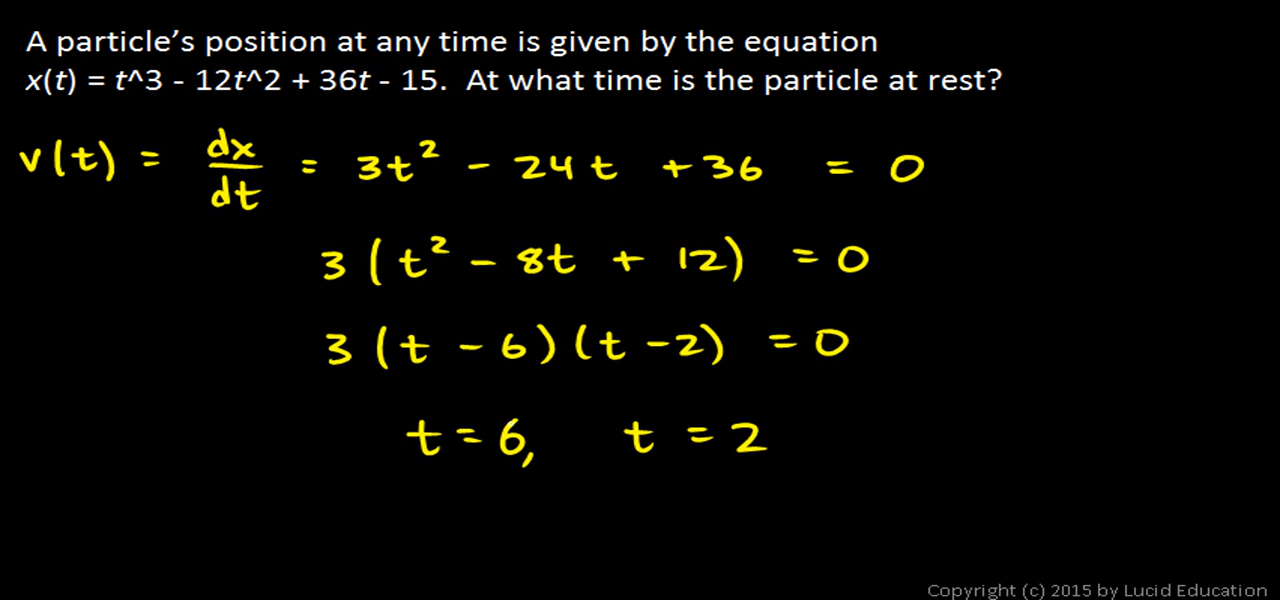 A particle’s position at any time is given by the equation
x(t) = t^3 - 12t^2 + 36t - 15.  At what time is the particle at rest?
v(t) = dx/dt = 3t² - 24t + 36 = 0
3(t² - 8t + 12) = 0
3(t - 6)(t - 2) = 0
t = 6, t = 2
Copyright (c) 2015 by Lucid Education